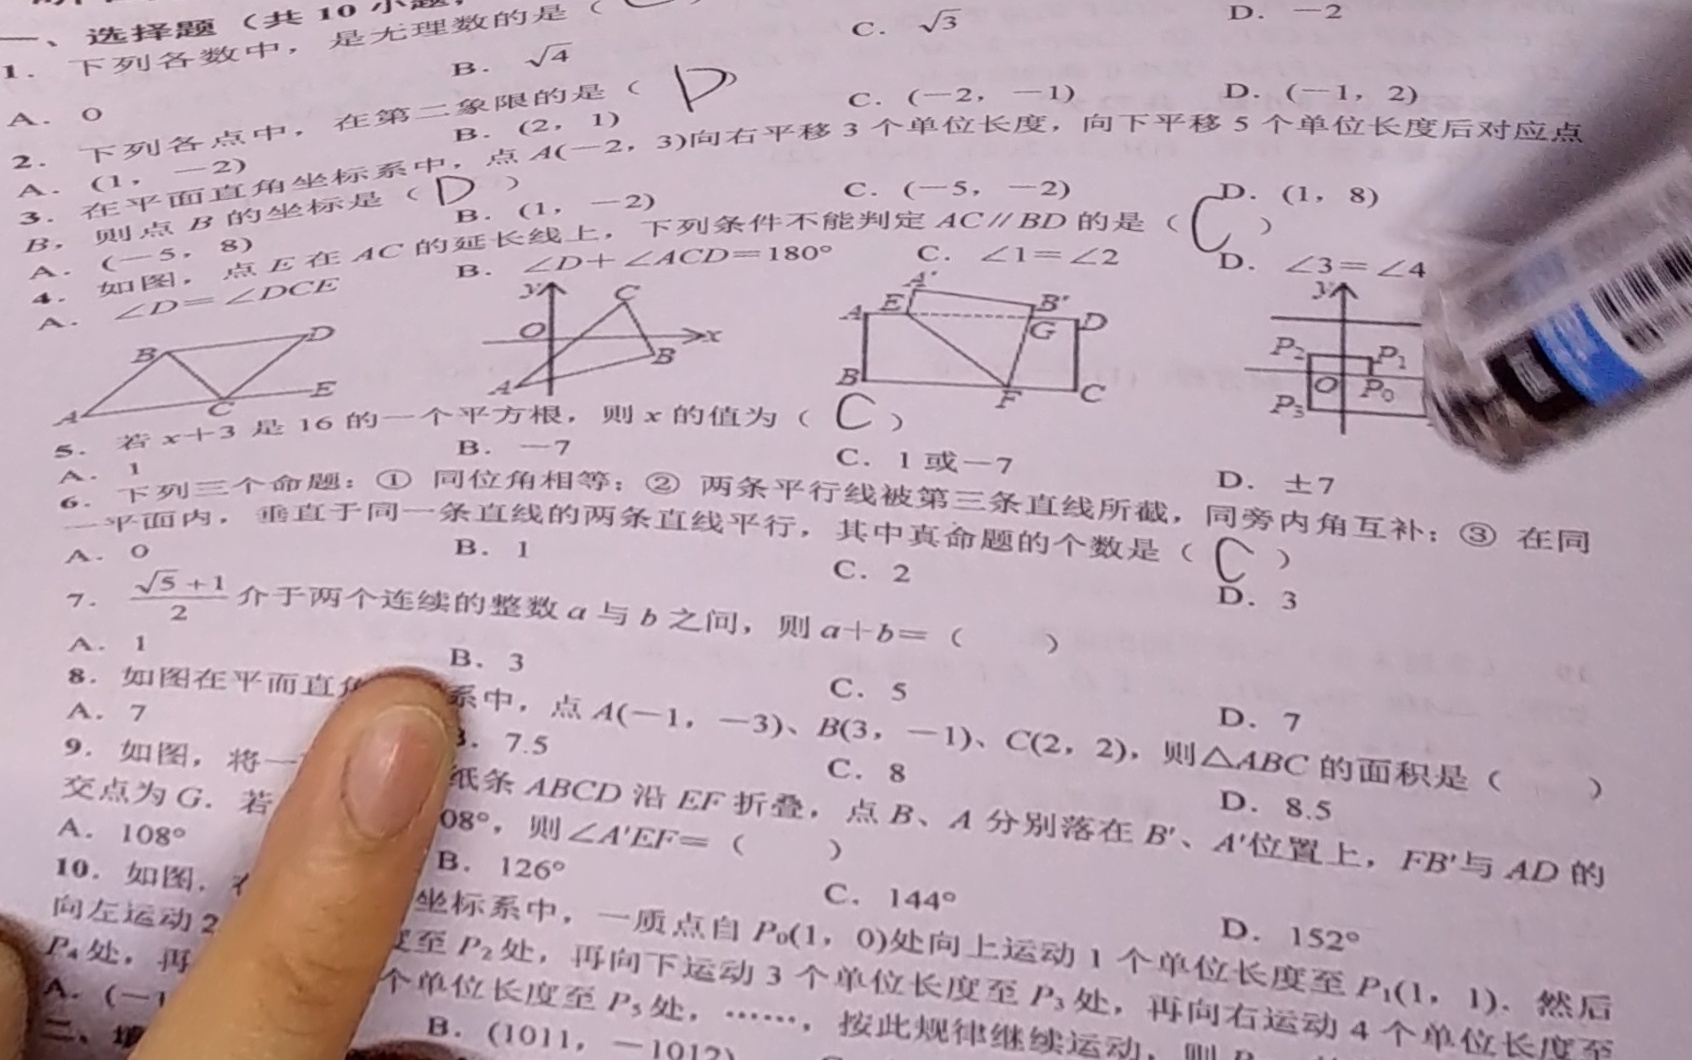 一、选择题（共 10 小题，
1．下列各数中，是无理数的是（
A．0 B．√4 C．√3 D．－2
2．下列各点中，在第二象限的是（ D ）
A．(1，－2) B．(2，1) C．(－2，－1) D．(－1，2)
3．在平面直角坐标系中，点 A(－2，3)向右平移 3 个单位长度，向下平移 5 个单位长度后对应点
B，则点 B 的坐标是（ D ）
A．(－5，8) B．(1，－2) C．(－5，－2) D．(1，8)
4．如图，点 E 在 AC 的延长线上，下列条件不能判定 AC∥BD 的是（ C ）
A．∠D＝∠DCE B．∠D＋∠ACD＝180° C．∠1＝∠2 D．∠3＝∠4
B D A C E
y C O x B A
A' A E B' G D B F C
y P₂ P₁ O P₀ P₃
5．若 x＋3 是 16 的一个平方根，则 x 的值为（ C ）
A．1 B．－7 C．1 或－7 D．±7
6．下列三个命题：① 同位角相等；② 两条平行线被第三条直线所截，同旁内角互补；③ 在同
一平面内，垂直于同一条直线的两条直线平行，其中真命题的个数是（ C ）
A．0 B．1 C．2 D．3
7．(√5+1)/2 介于两个连续的整数 a 与 b 之间，则 a＋b＝（ ）
A．1 B．3 C．5 D．7
8．如图在平面直角 系中，点 A(－1，－3)、B(3，－1)、C(2，2)，则△ABC 的面积是（ ）
A．7 B．7.5 C．8 D．8.5
9．如图，将一 纸条 ABCD 沿 EF 折叠，点 B、A 分别落在 B'、A'位置上，FB'与 AD 的
交点为 G．若 08°，则∠A'EF＝（ ）
A．108° B．126° C．144° D．152°
10．如图， 坐标系中，一质点自 P₀(1，0)处向上运动 1 个单位长度至 P₁(1，1)．然后
向左运动 2 至 P₂ 处，再向下运动 3 个单位长度至 P₃ 处，再向右运动 4 个单位长度至
P₄ 处，再 个单位长度至 P₅ 处，……，按此规律继续运动，则
A．(－1 B．(1011，－1012)
二、填